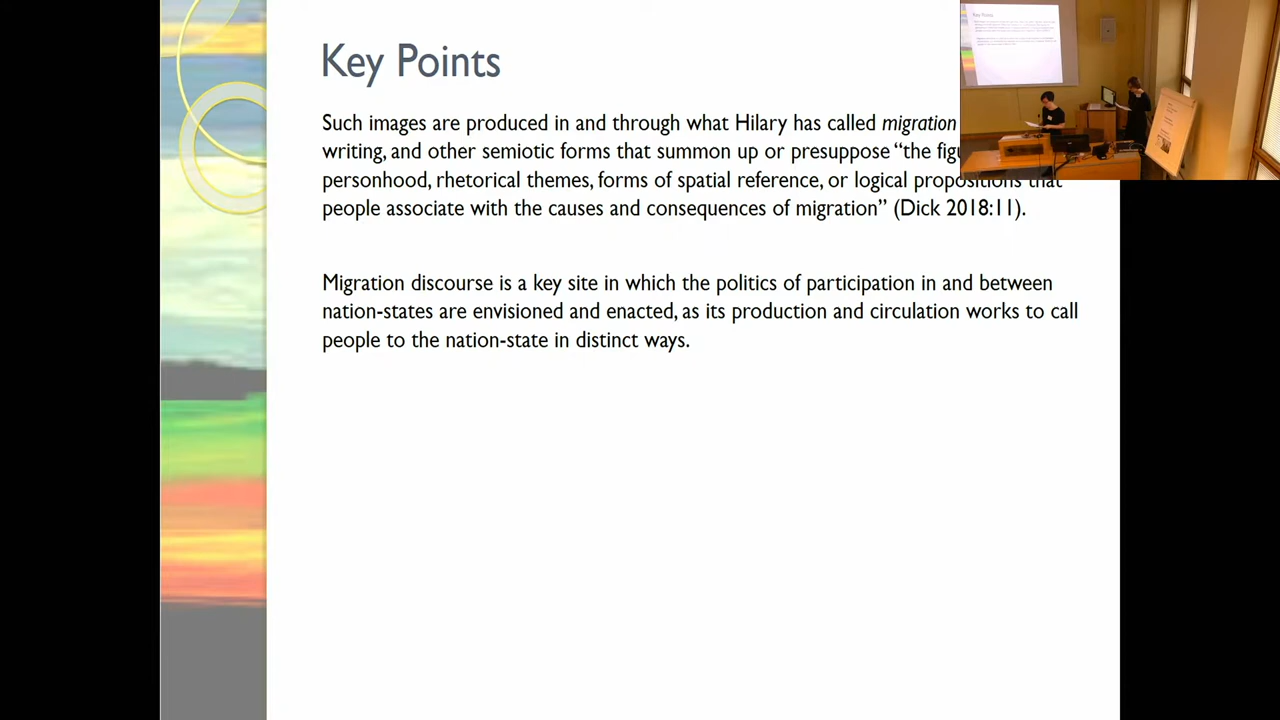 Key Points
Such images are produced in and through what Hilary has called migration
writing, and other semiotic forms that summon up or presuppose “the
personhood, rhetorical themes, forms of spatial reference, or logical propositions that
people associate with the causes and consequences of migration” (Dick 2018:11).
Migration discourse is a key site in which the politics of participation in and between
nation-states are envisioned and enacted, as its production and circulation works to call
people to the nation-state in distinct ways.
Key Points